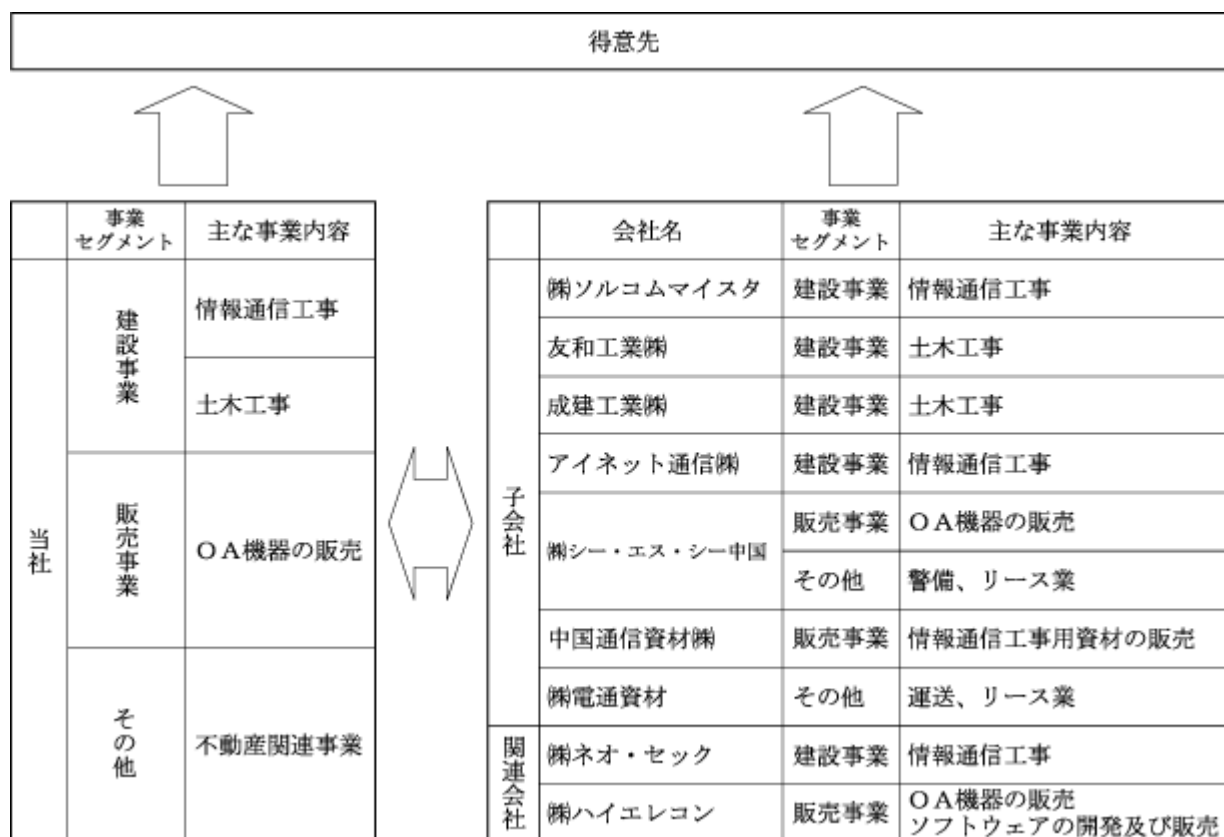 得意先
事業
セグメント
主な事業内容
当社
建設事業
情報通信工事
土木工事
販売事業
OA機器の販売
その他
不動産関連事業
会社名
事業
セグメント
主な事業内容
子会社
㈱ソルコムマイスタ 建設事業 情報通信工事
友和工業㈱ 建設事業 土木工事
成建工業㈱ 建設事業 土木工事
アイネット通信㈱ 建設事業 情報通信工事
㈱シー・エス・シー中国
販売事業 OA機器の販売
その他 警備、リース業
中国通信資材㈱ 販売事業 情報通信工事用資材の販売
㈱電通資材 その他 運送、リース業
関連会社
㈱ネオ・セック 建設事業 情報通信工事
㈱ハイエレコン 販売事業 OA機器の販売
ソフトウェアの開発及び販売